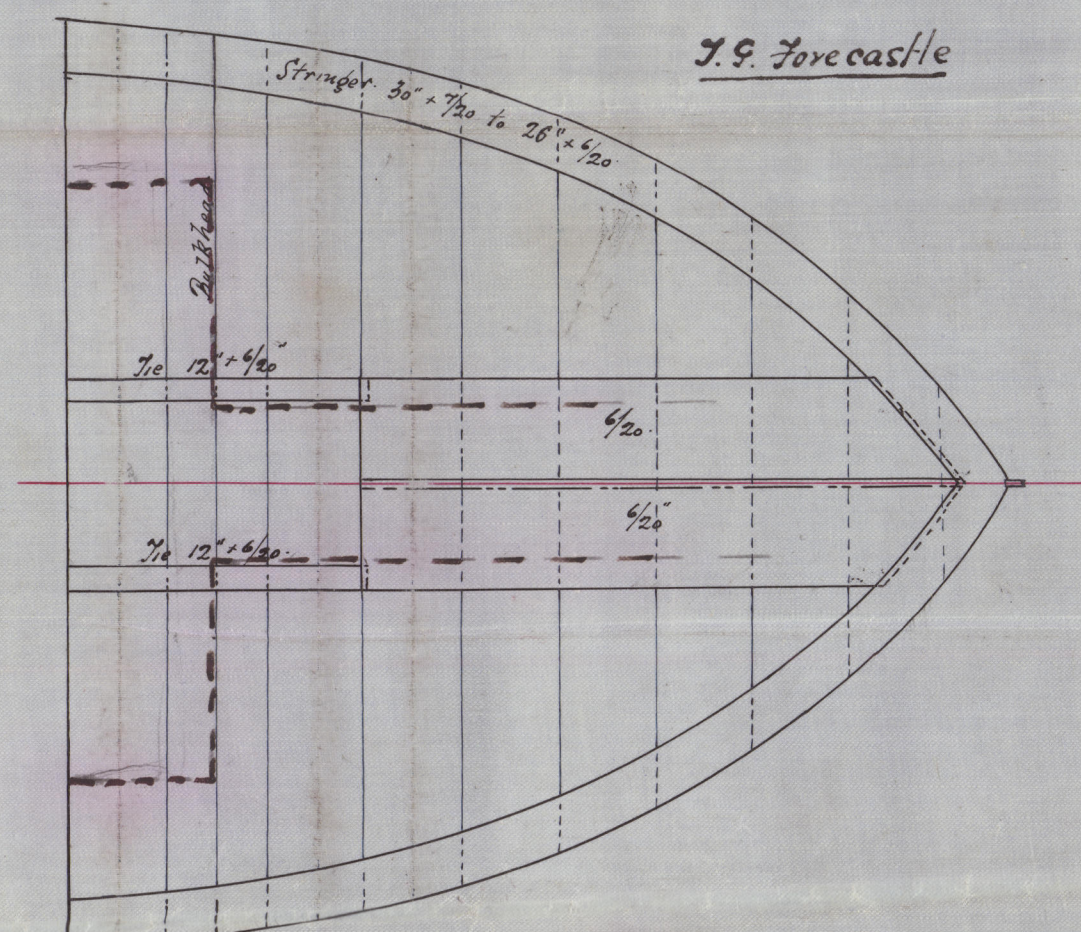 T. G. Forecastle
Stringer 30" + 7/20 to 26" + 6/20
Bulkhead
Tie 12" + 6/20"
6/20.
6/20"
Tie 12" + 6/20.